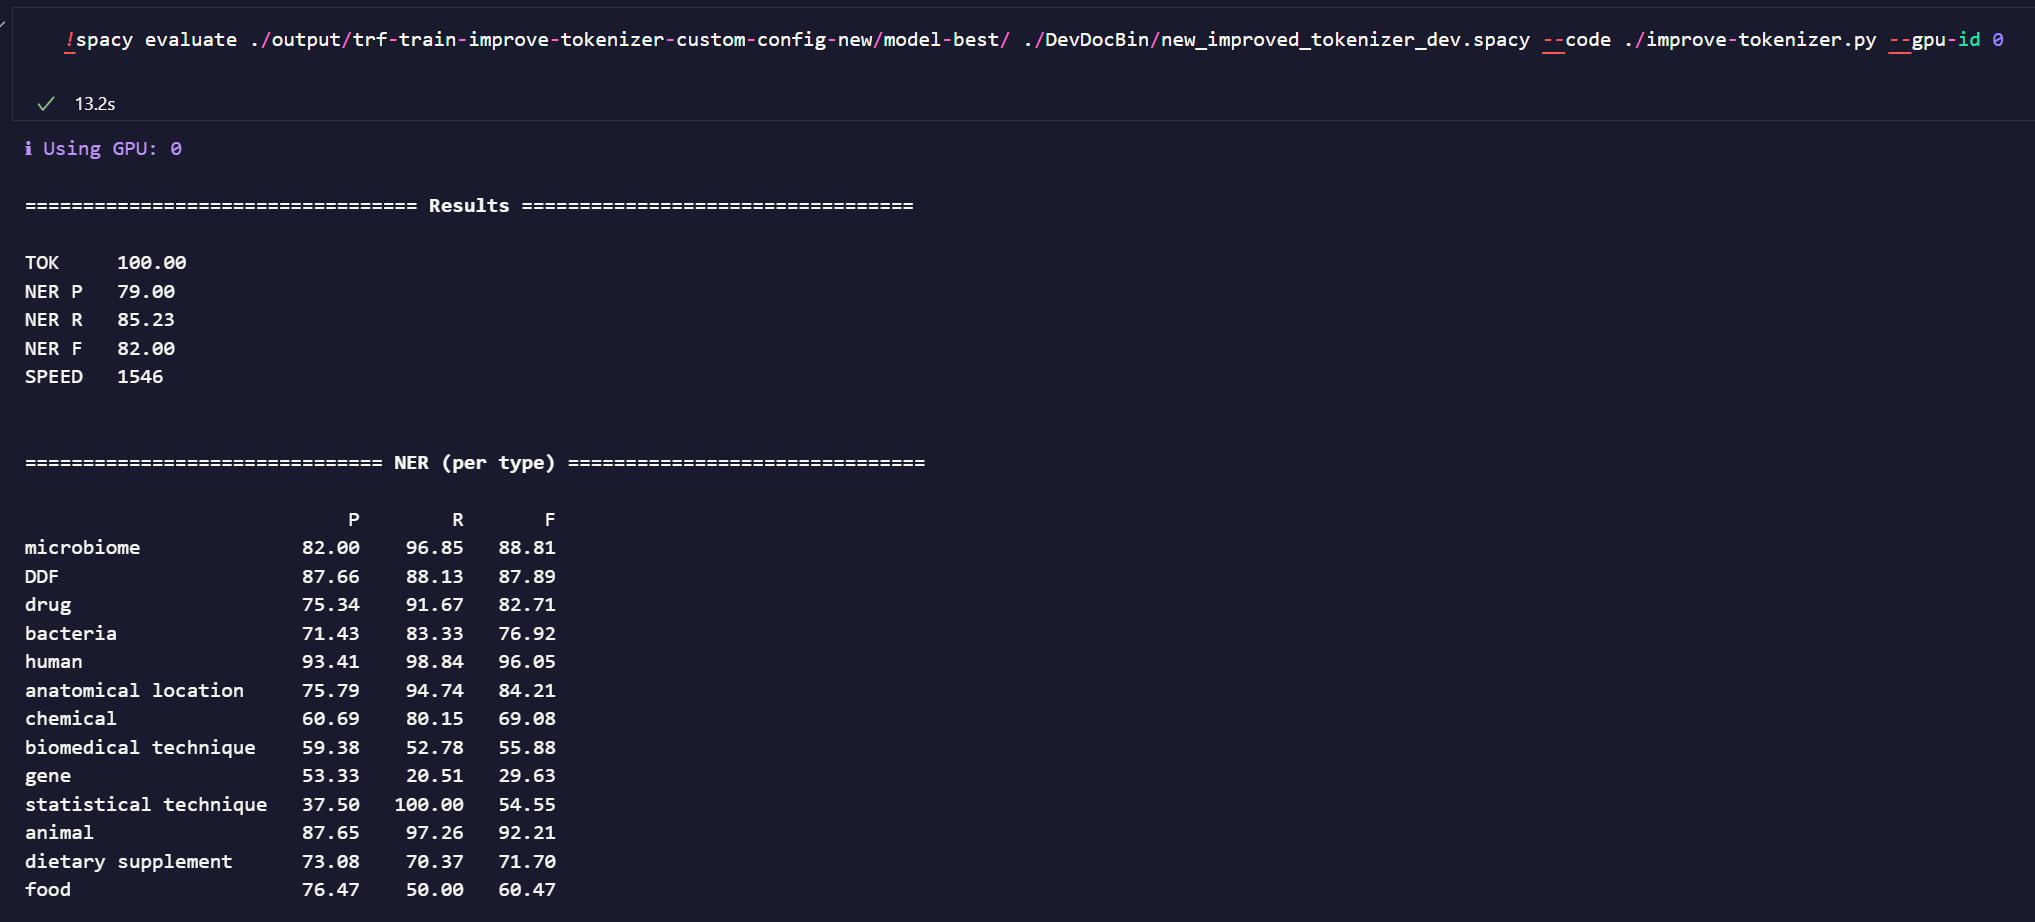 !spacy evaluate ./output/trf-train-improve-tokenizer-custom-config-new/model-best/ ./DevDocBin/new_improved_tokenizer_dev.spacy --code ./improve-tokenizer.py --gpu-id 0
✓ 13.2s
ℹ Using GPU: 0
================================== Results ==================================
TOK     100.00
NER P   79.00
NER R   85.23
NER F   82.00
SPEED   1546
=============================== NER (per type) ===============================
P        R       F
microbiome              82.00    96.85   88.81
DDF                     87.66    88.13   87.89
drug                    75.34    91.67   82.71
bacteria                71.43    83.33   76.92
human                   93.41    98.84   96.05
anatomical location     75.79    94.74   84.21
chemical                60.69    80.15   69.08
biomedical technique    59.38    52.78   55.88
gene                    53.33    20.51   29.63
statistical technique   37.50   100.00   54.55
animal                  87.65    97.26   92.21
dietary supplement      73.08    70.37   71.70
food                    76.47    50.00   60.47